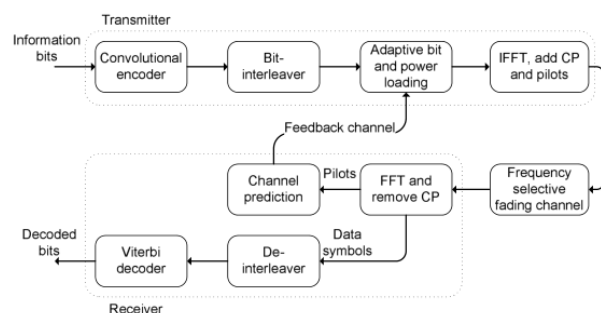 Transmitter
Information
bits
Convolutional
encoder
Bit-
interleaver
Adaptive bit
and power
loading
IFFT, add CP
and pilots
Feedback channel
Channel
prediction
Pilots
FFT and
remove CP
Frequency
selective
fading channel
Decoded
bits
Viterbi
decoder
De-
interleaver
Data
symbols
Receiver